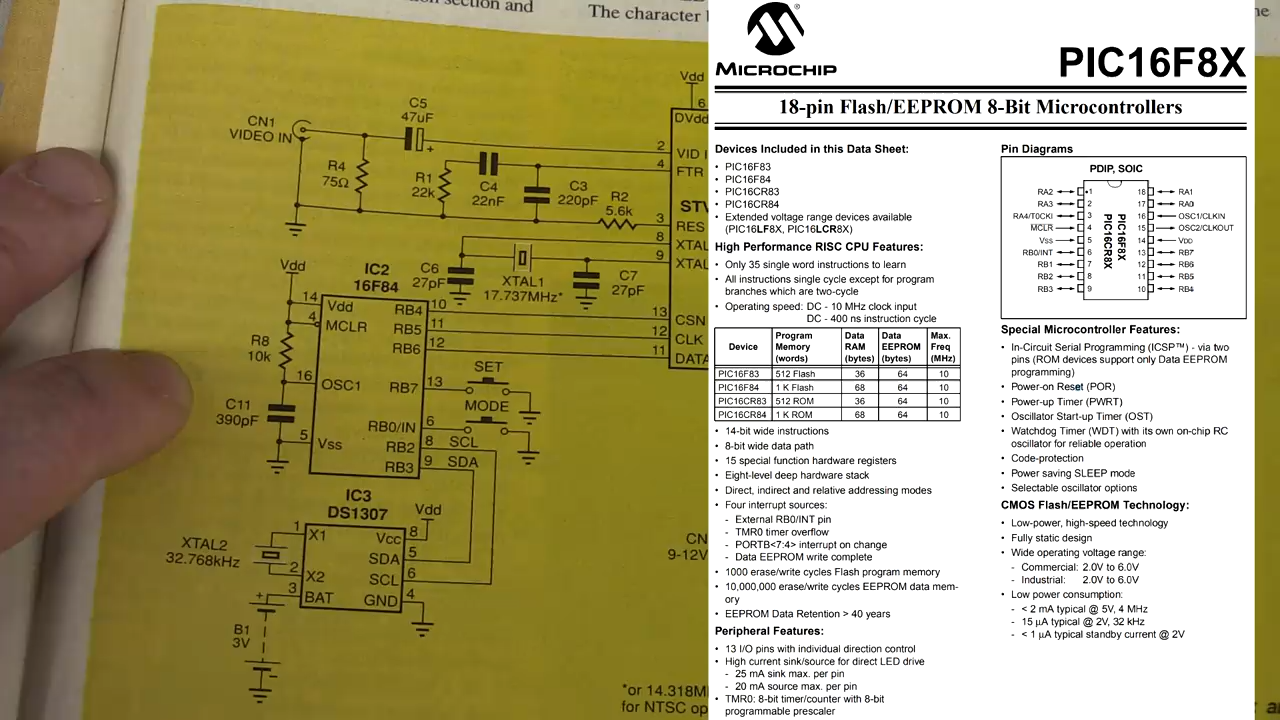 on section and
The character
he
Vdd
6
DVdd
C5
47uF
CN1
VIDEO IN
+
2
VID I
4
FTR
R4
75Ω
R1
22k
C4
22nF
C3
220pF
R2
5.6k
STV
3
RES
8
XTAL
9
XTAL
C6
27pF
XTAL1
17.737MHz*
C7
27pF
Vdd
IC2
16F84
14
Vdd
4
MCLR
RB4
10
13
CSN
RB5
11
12
CLK
RB6
12
11
DATA
R8
10k
16
OSC1
RB7
13
SET
MODE
C11
390pF
RB0/IN
6
5
Vss
RB2
8
SCL
RB3
9
SDA
IC3
DS1307
Vdd
XTAL2
32.768kHz
1
X1
Vcc
8
SDA
5
2
X2
SCL
6
3
BAT
GND
4
+
B1
3V
-
CN
9-12V
*or 14.318M
for NTSC op
MICROCHIP
PIC16F8X
18-pin Flash/EEPROM 8-Bit Microcontrollers
Devices Included in this Data Sheet:
• PIC16F83
• PIC16F84
• PIC16CR83
• PIC16CR84
• Extended voltage range devices available
(PIC16LF8X, PIC16LCR8X)
High Performance RISC CPU Features:
• Only 35 single word instructions to learn
• All instructions single cycle except for program
branches which are two-cycle
• Operating speed: DC - 10 MHz clock input
DC - 400 ns instruction cycle
Device Program Memory (words) Data RAM (bytes) Data EEPROM (bytes) Max. Freq (MHz)
PIC16F83 512 Flash 36 64 10
PIC16F84 1 K Flash 68 64 10
PIC16CR83 512 ROM 36 64 10
PIC16CR84 1 K ROM 68 64 10
• 14-bit wide instructions
• 8-bit wide data path
• 15 special function hardware registers
• Eight-level deep hardware stack
• Direct, indirect and relative addressing modes
• Four interrupt sources:
- External RB0/INT pin
- TMR0 timer overflow
- PORTB<7:4> interrupt on change
- Data EEPROM write complete
• 1000 erase/write cycles Flash program memory
• 10,000,000 erase/write cycles EEPROM data mem-
ory
• EEPROM Data Retention > 40 years
Peripheral Features:
• 13 I/O pins with individual direction control
• High current sink/source for direct LED drive
- 25 mA sink max. per pin
- 20 mA source max. per pin
• TMR0: 8-bit timer/counter with 8-bit
programmable prescaler
Pin Diagrams
PDIP, SOIC
RA2 1 18 RA1
RA3 2 17 RA0
RA4/T0CKI 3 16 OSC1/CLKIN
MCLR 4 15 OSC2/CLKOUT
Vss 5 14 VDD
RB0/INT 6 13 RB7
RB1 7 12 RB6
RB2 8 11 RB5
RB3 9 10 RB4
PIC16F8X
PIC16CR8X
Special Microcontroller Features:
• In-Circuit Serial Programming (ICSP™) - via two
pins (ROM devices support only Data EEPROM
programming)
• Power-on Reset (POR)
• Power-up Timer (PWRT)
• Oscillator Start-up Timer (OST)
• Watchdog Timer (WDT) with its own on-chip RC
oscillator for reliable operation
• Code-protection
• Power saving SLEEP mode
• Selectable oscillator options
CMOS Flash/EEPROM Technology:
• Low-power, high-speed technology
• Fully static design
• Wide operating voltage range:
- Commercial: 2.0V to 6.0V
- Industrial: 2.0V to 6.0V
• Low power consumption:
- < 2 mA typical @ 5V, 4 MHz
- 15 µA typical @ 2V, 32 kHz
- < 1 µA typical standby current @ 2V